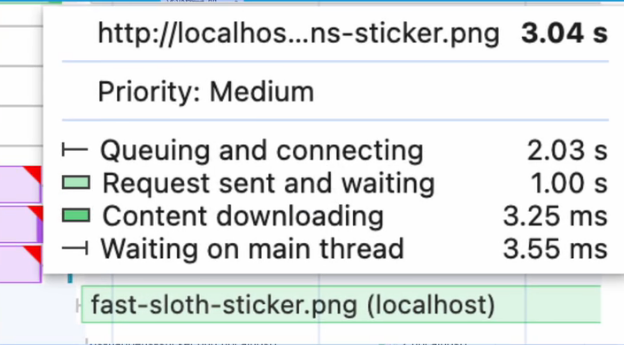 http://localhos...ns-sticker.png 3.04 s
Priority: Medium
Queuing and connecting 2.03 s
Request sent and waiting 1.00 s
Content downloading 3.25 ms
Waiting on main thread 3.55 ms
fast-sloth-sticker.png (localhost)